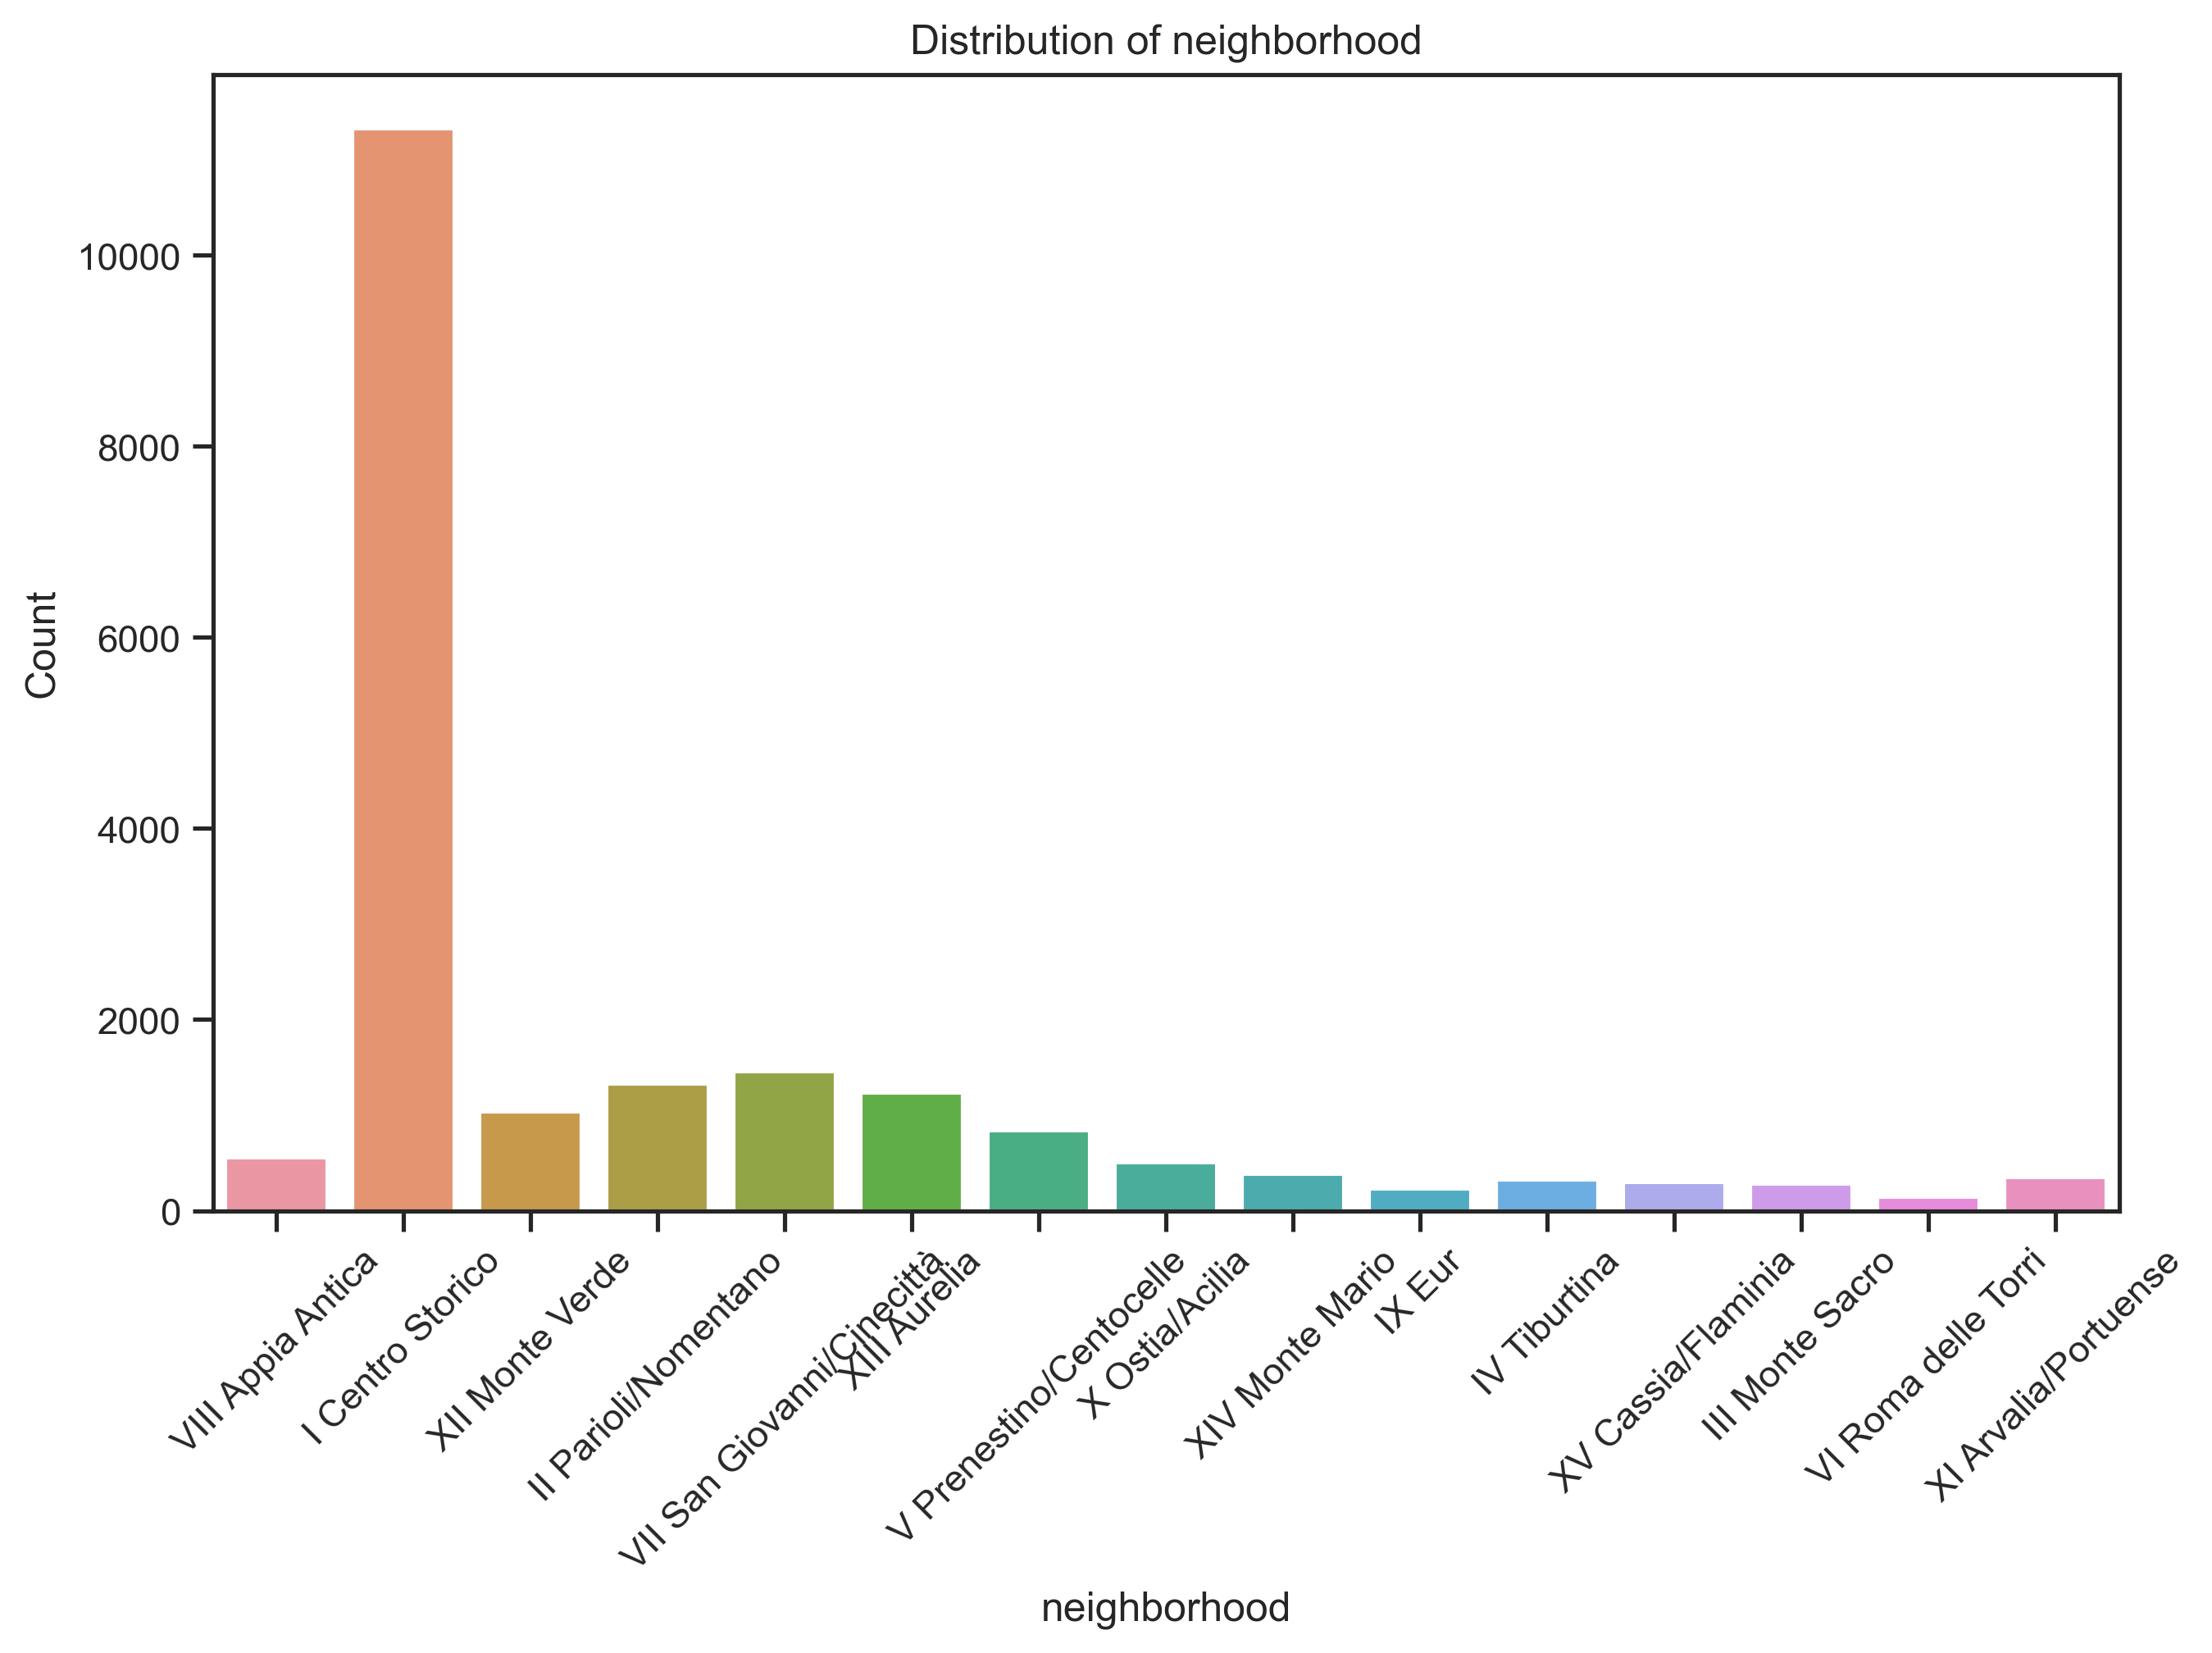 Distribution of neighborhood
Count
10000
8000
6000
4000
2000
0
VIII Appia Antica
I Centro Storico
XII Monte Verde
II Parioli/Nomentano
VII San Giovanni/Cinecittà
XIII Aurelia
V Prenestino/Centocelle
X Ostia/Acilia
XIV Monte Mario
IX Eur
IV Tiburtina
XV Cassia/Flaminia
III Monte Sacro
VI Roma delle Torri
XI Arvalia/Portuense
neighborhood